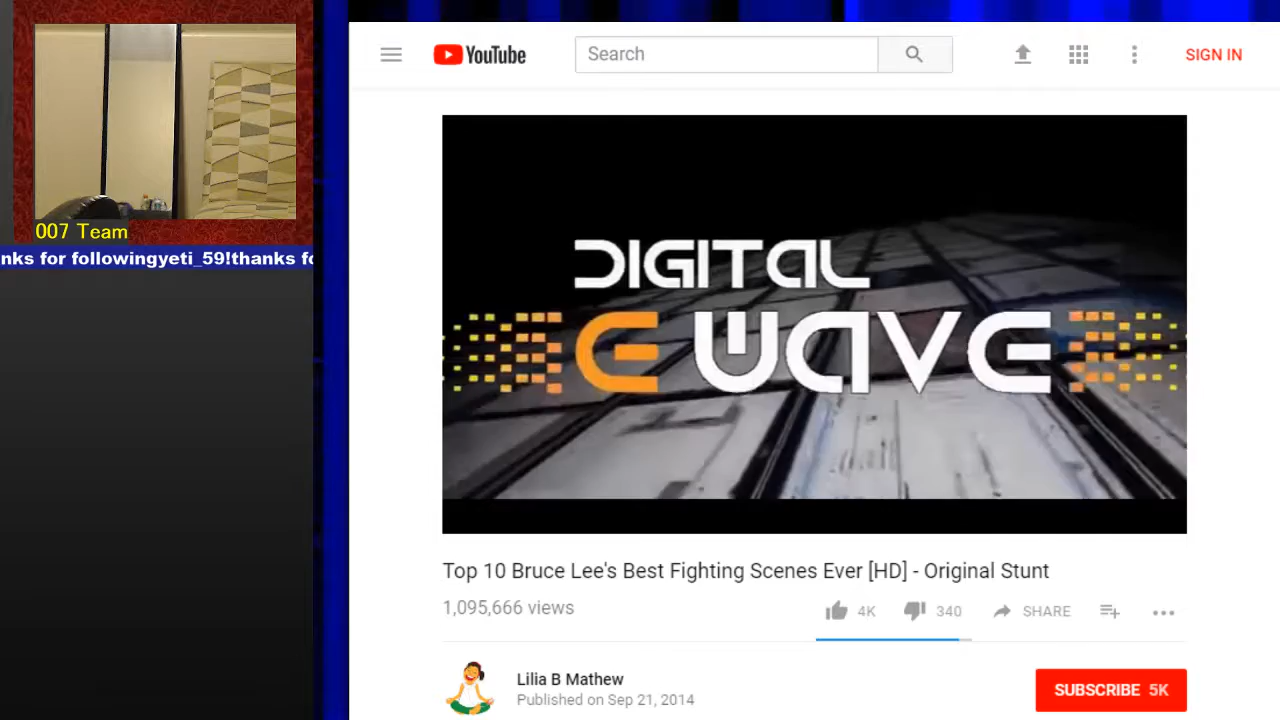 007 Team
nks for followingyeti_59!thanks fo
YouTube
Search
SIGN IN
DIGITAL
E WAVE
Top 10 Bruce Lee's Best Fighting Scenes Ever [HD] - Original Stunt
1,095,666 views
4K
340
SHARE
Lilia B Mathew
Published on Sep 21, 2014
SUBSCRIBE 5K